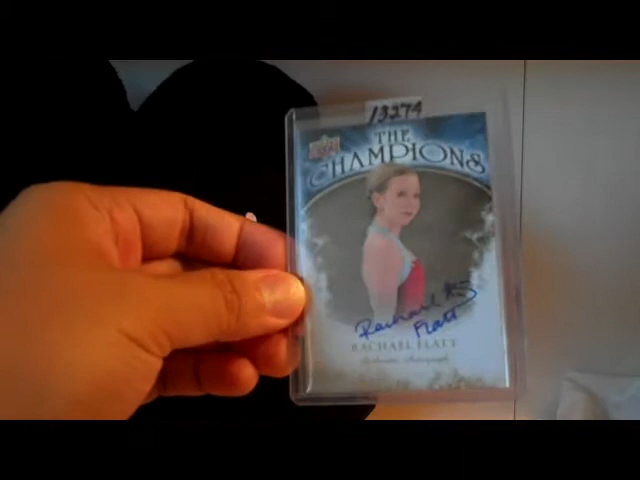 13274
THE
CHAMPIONS
Rachael
Flatt
RACHAEL FLATT
Authentic Autograph